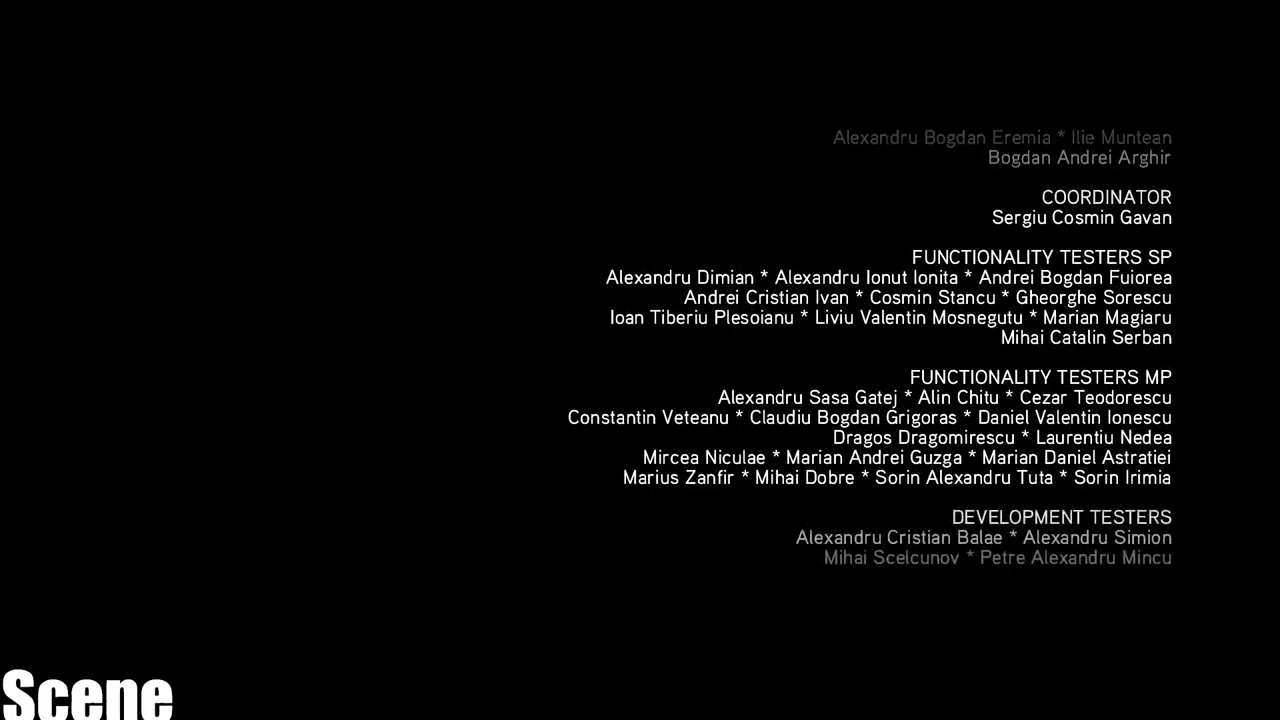 Alexandru Bogdan Eremia * Ilie Muntean
Bogdan Andrei Arghir
COORDINATOR
Sergiu Cosmin Gavan
FUNCTIONALITY TESTERS SP
Alexandru Dimian * Alexandru Ionut Ionita * Andrei Bogdan Fuiorea
Andrei Cristian Ivan * Cosmin Stancu * Gheorghe Sorescu
Ioan Tiberiu Plesoianu * Liviu Valentin Mosnegutu * Marian Magiaru
Mihai Catalin Serban
FUNCTIONALITY TESTERS MP
Alexandru Sasa Gatej * Alin Chitu * Cezar Teodorescu
Constantin Veteanu * Claudiu Bogdan Grigoras * Daniel Valentin Ionescu
Dragos Dragomirescu * Laurentiu Nedea
Mircea Niculae * Marian Andrei Guzga * Marian Daniel Astratiei
Marius Zanfir * Mihai Dobre * Sorin Alexandru Tuta * Sorin Irimia
DEVELOPMENT TESTERS
Alexandru Cristian Balae * Alexandru Simion
Mihai Scelcunov * Petre Alexandru Mincu
Scene